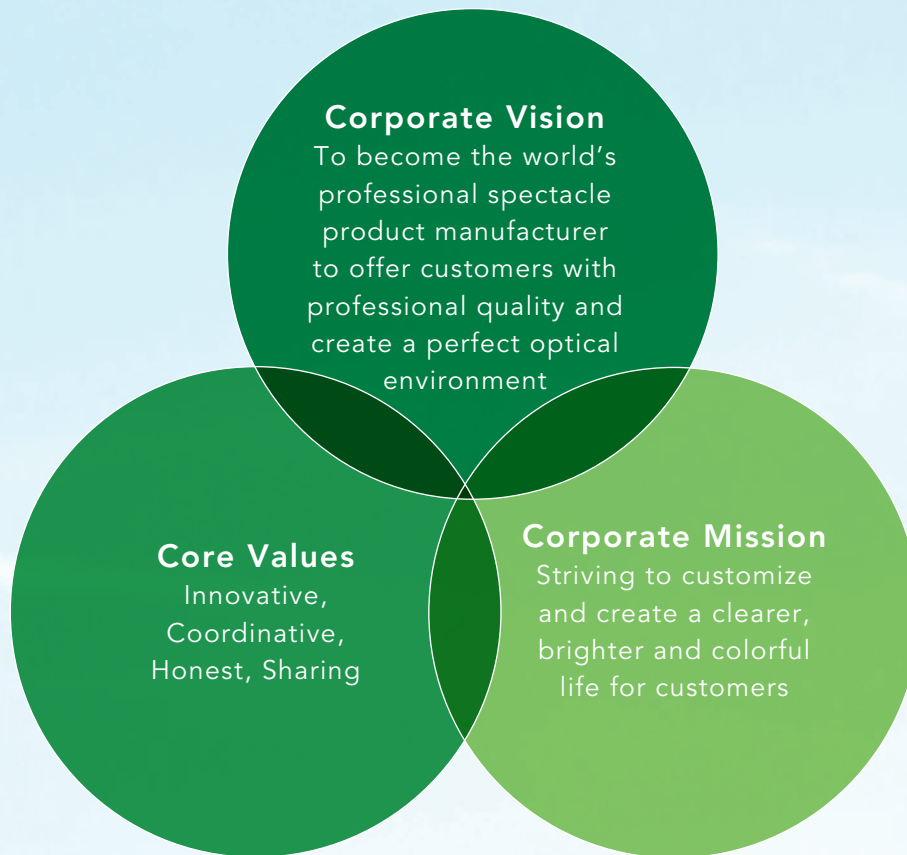 Corporate Vision
To become the world’s
professional spectacle
product manufacturer
to offer customers with
professional quality and
create a perfect optical
environment
Core Values
Innovative,
Coordinative,
Honest, Sharing
Corporate Mission
Striving to customize
and create a clearer,
brighter and colorful
life for customers